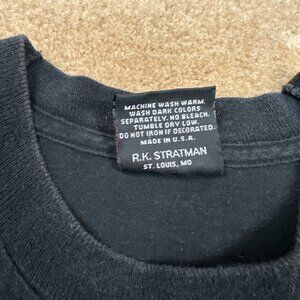 MACHINE WASH WARM.
WASH DARK COLORS
SEPARATELY. NO BLEACH.
TUMBLE DRY LOW.
DO NOT IRON IF DECORATED.
MADE IN U.S.A.
R.K. STRATMAN
ST. LOUIS, MO